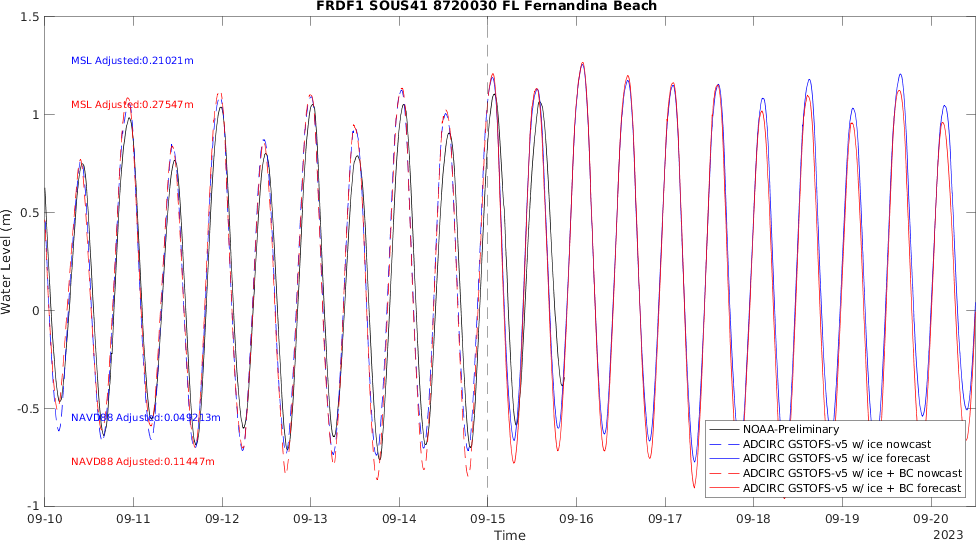 FRDF1 SOUS41 8720030 FL Fernandina Beach
1.5
1
0.5
0
-0.5
-1
Water Level (m)
MSL Adjusted:0.21021m
MSL Adjusted:0.27547m
NAVD88 Adjusted:0.049213m
NAVD88 Adjusted:0.11447m
NOAA-Preliminary
ADCIRC GSTOFS-v5 w/ ice nowcast
ADCIRC GSTOFS-v5 w/ ice forecast
ADCIRC GSTOFS-v5 w/ ice + BC nowcast
ADCIRC GSTOFS-v5 w/ ice + BC forecast
09-10 09-11 09-12 09-13 09-14 09-15 09-16 09-17 09-18 09-19 09-20
Time
2023